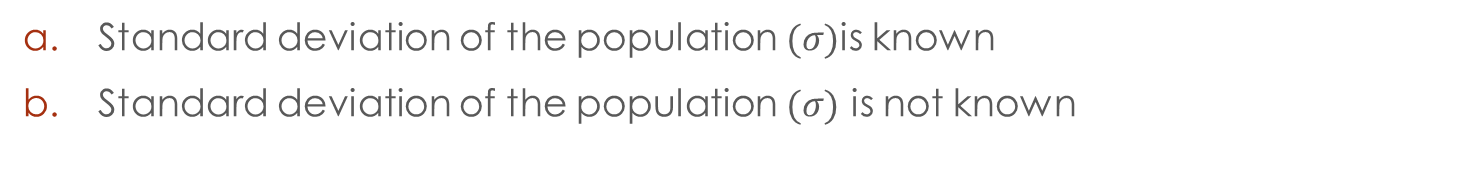 a. Standard deviation of the population (σ)is known
b. Standard deviation of the population (σ) is not known